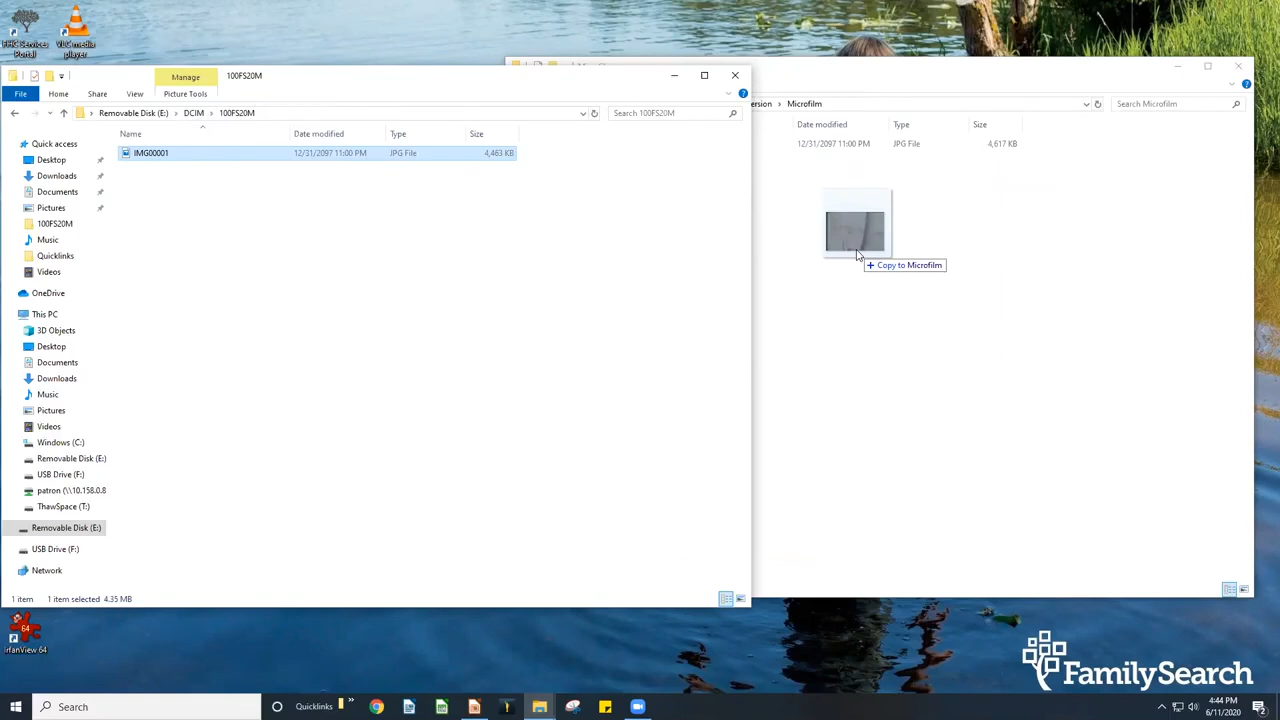 FHC Services
Portal
VLC media
player
Manage
100FS20M
File
Home
Share
View
Picture Tools
Removable Disk (E:)
DCIM
100FS20M
Search 100FS20M
Name
Date modified
Type
Size
IMG00001
12/31/2097 11:00 PM
JPG File
4,463 KB
Quick access
Desktop
Downloads
Documents
Pictures
100FS20M
Music
Quicklinks
Videos
OneDrive
This PC
3D Objects
Desktop
Documents
Downloads
Music
Pictures
Videos
Windows (C:)
Removable Disk (E:)
USB Drive (F:)
patron (\\10.158.0.8
ThawSpace (T:)
Removable Disk (E:)
USB Drive (F:)
Network
1 item
1 item selected 4.35 MB
Microfilm
Search Microfilm
Date modified
Type
Size
12/31/2097 11:00 PM
JPG File
4,617 KB
+ Copy to Microfilm
64
IrfanView 64
FamilySearch
Search
Quicklinks
4:44 PM
6/11/2020
2